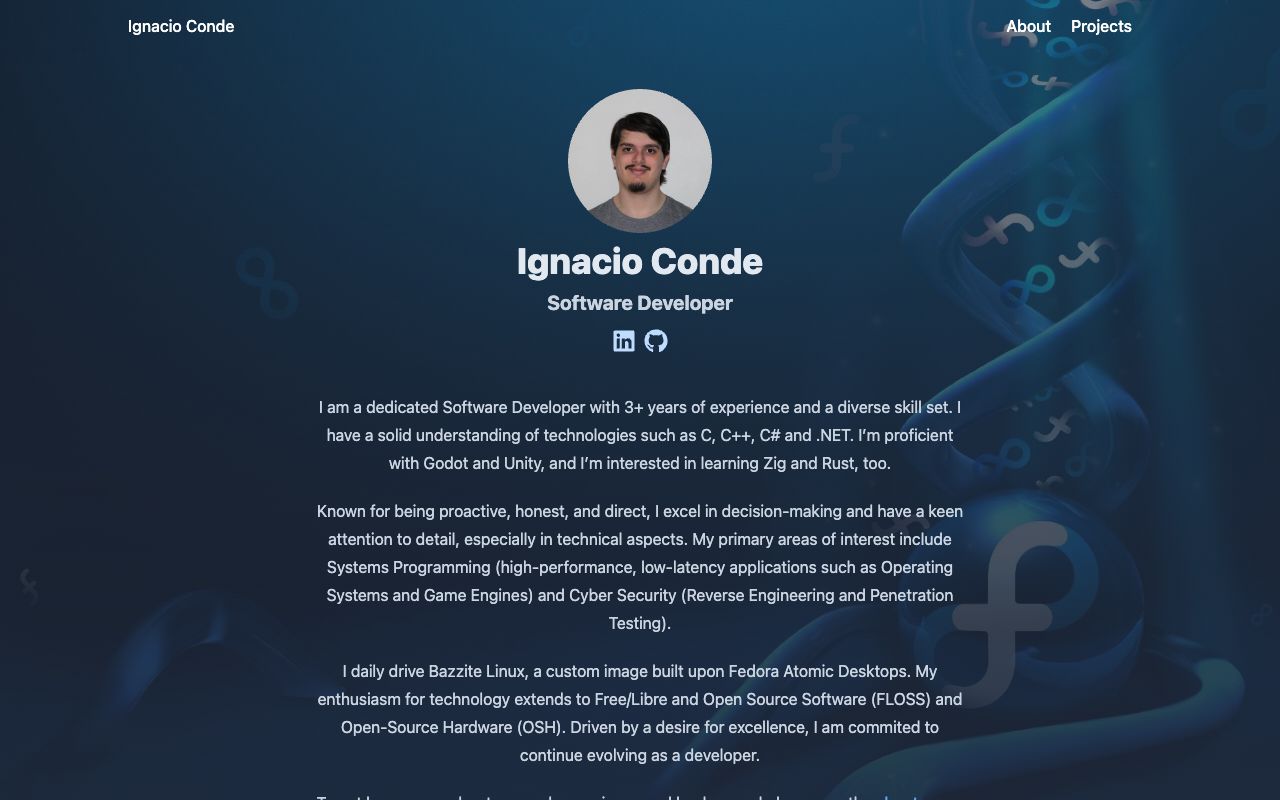 Ignacio Conde
About Projects
Ignacio Conde
Software Developer
I am a dedicated Software Developer with 3+ years of experience and a diverse skill set. I
have a solid understanding of technologies such as C, C++, C# and .NET. I’m proficient
with Godot and Unity, and I’m interested in learning Zig and Rust, too.
Known for being proactive, honest, and direct, I excel in decision-making and have a keen
attention to detail, especially in technical aspects. My primary areas of interest include
Systems Programming (high-performance, low-latency applications such as Operating
Systems and Game Engines) and Cyber Security (Reverse Engineering and Penetration
Testing).
I daily drive Bazzite Linux, a custom image built upon Fedora Atomic Desktops. My
enthusiasm for technology extends to Free/Libre and Open Source Software (FLOSS) and
Open-Source Hardware (OSH). Driven by a desire for excellence, I am commited to
continue evolving as a developer.